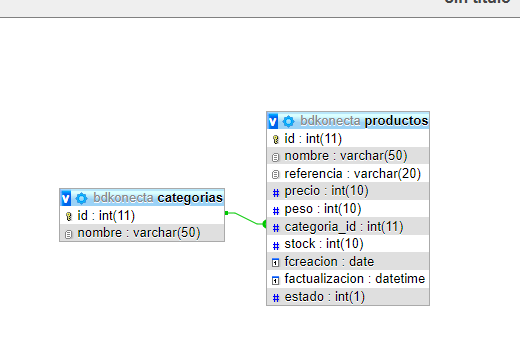 bdkonecta categorias
id : int(11)
nombre : varchar(50)
bdkonecta productos
id : int(11)
nombre : varchar(50)
referencia : varchar(20)
precio : int(10)
peso : int(10)
categoria_id : int(11)
stock : int(10)
fcreacion : date
factualizacion : datetime
estado : int(1)